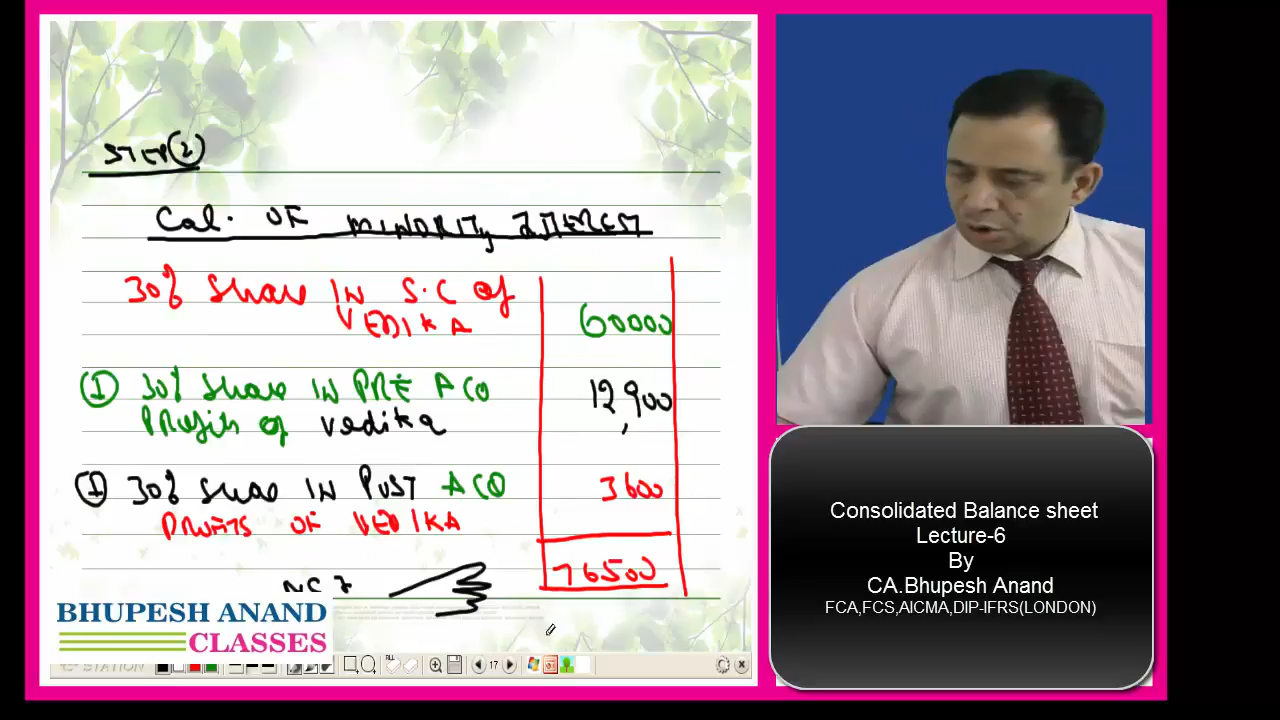 STEP (2)
Cal. OF MINORITY INTEREST
30% Share IN S.C of
VEDIKA 60000
(I) 30% Share IN PRE ACQ
Profits of vedika 12,900
(I) 30% Share IN POST ACQ 3600
PROFITS OF VEDIKA
NCI 76500
BHUPESH ANAND
CLASSES
17
Consolidated Balance sheet
Lecture-6
By
CA.Bhupesh Anand
FCA,FCS,AICMA,DIP-IFRS(LONDON)